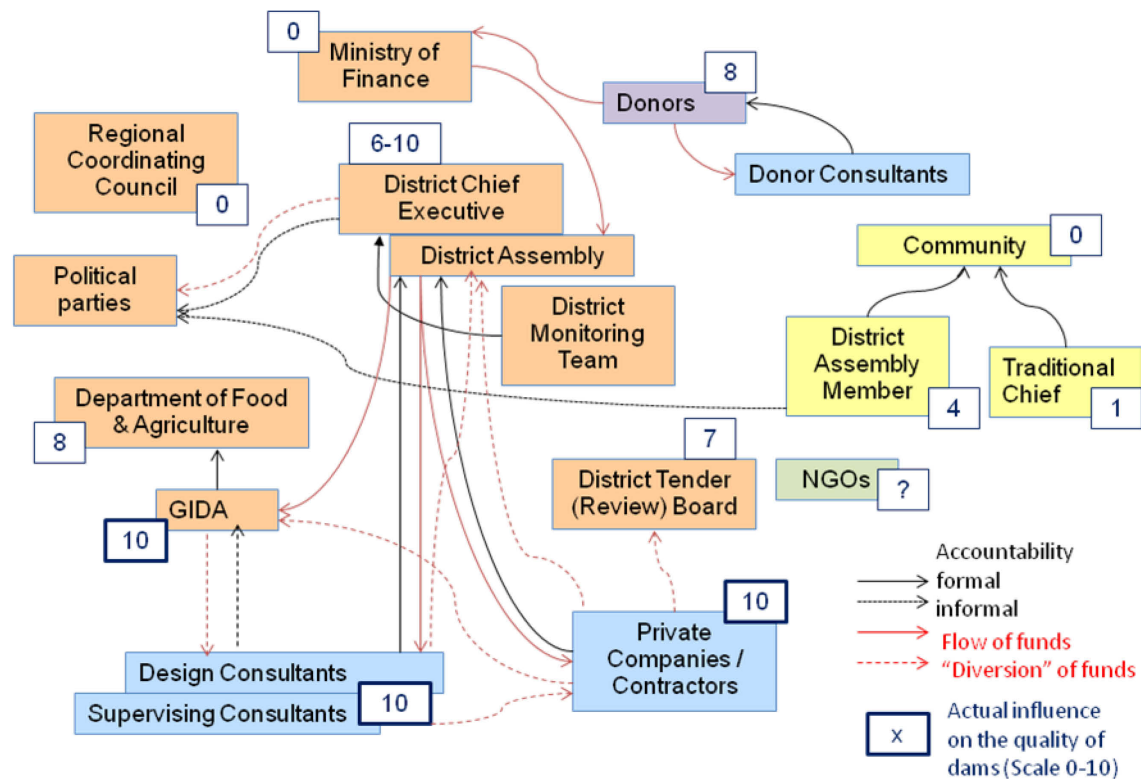 0
Ministry of
Finance
8
Donors
Donor Consultants
Regional
Coordinating
Council
0
6-10
District Chief
Executive
District Assembly
0
Community
Political
parties
District
Monitoring
Team
District
Assembly
Member
4
Traditional
Chief
1
Department of Food
& Agriculture
8
7
District Tender
(Review) Board
NGOs
?
GIDA
10
10
Private
Companies /
Contractors
Design Consultants
Supervising Consultants
10
Accountability
formal
informal
Flow of funds
“Diversion” of funds
x
Actual influence
on the quality of
dams (Scale 0-10)